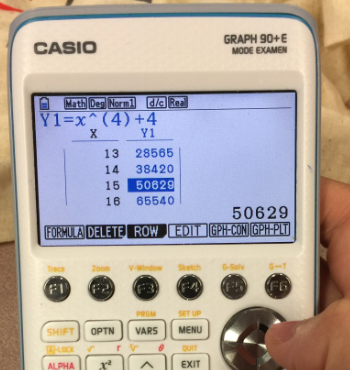 CASIO
GRAPH 90+E
MODE EXAMEN
Math Deg Norm1 d/c Real
Y1=x^(4)+4
X Y1
13 28565
14 38420
15 50629
16 65540
50629
FORMULA DELETE ROW EDIT GPH-CON GPH-PLT
Trace Zoom V-Window Sketch G-Solv G↔T
F1 F2 F3 F4 F5 F6
PRGM SET UP
SHIFT OPTN VARS MENU
A-LOCK √ r θ QUIT
ALPHA x² ^ EXIT